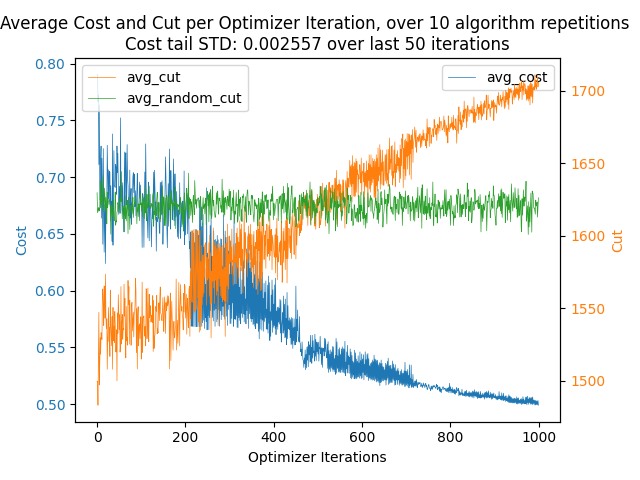 Average Cost and Cut per Optimizer Iteration, over 10 algorithm repetitions
Cost tail STD: 0.002557 over last 50 iterations
avg_cut
avg_random_cut
avg_cost
0.80
0.75
0.70
0.65
0.60
0.55
0.50
Cost
1700
1650
1600
1550
1500
Cut
0 200 400 600 800 1000
Optimizer Iterations